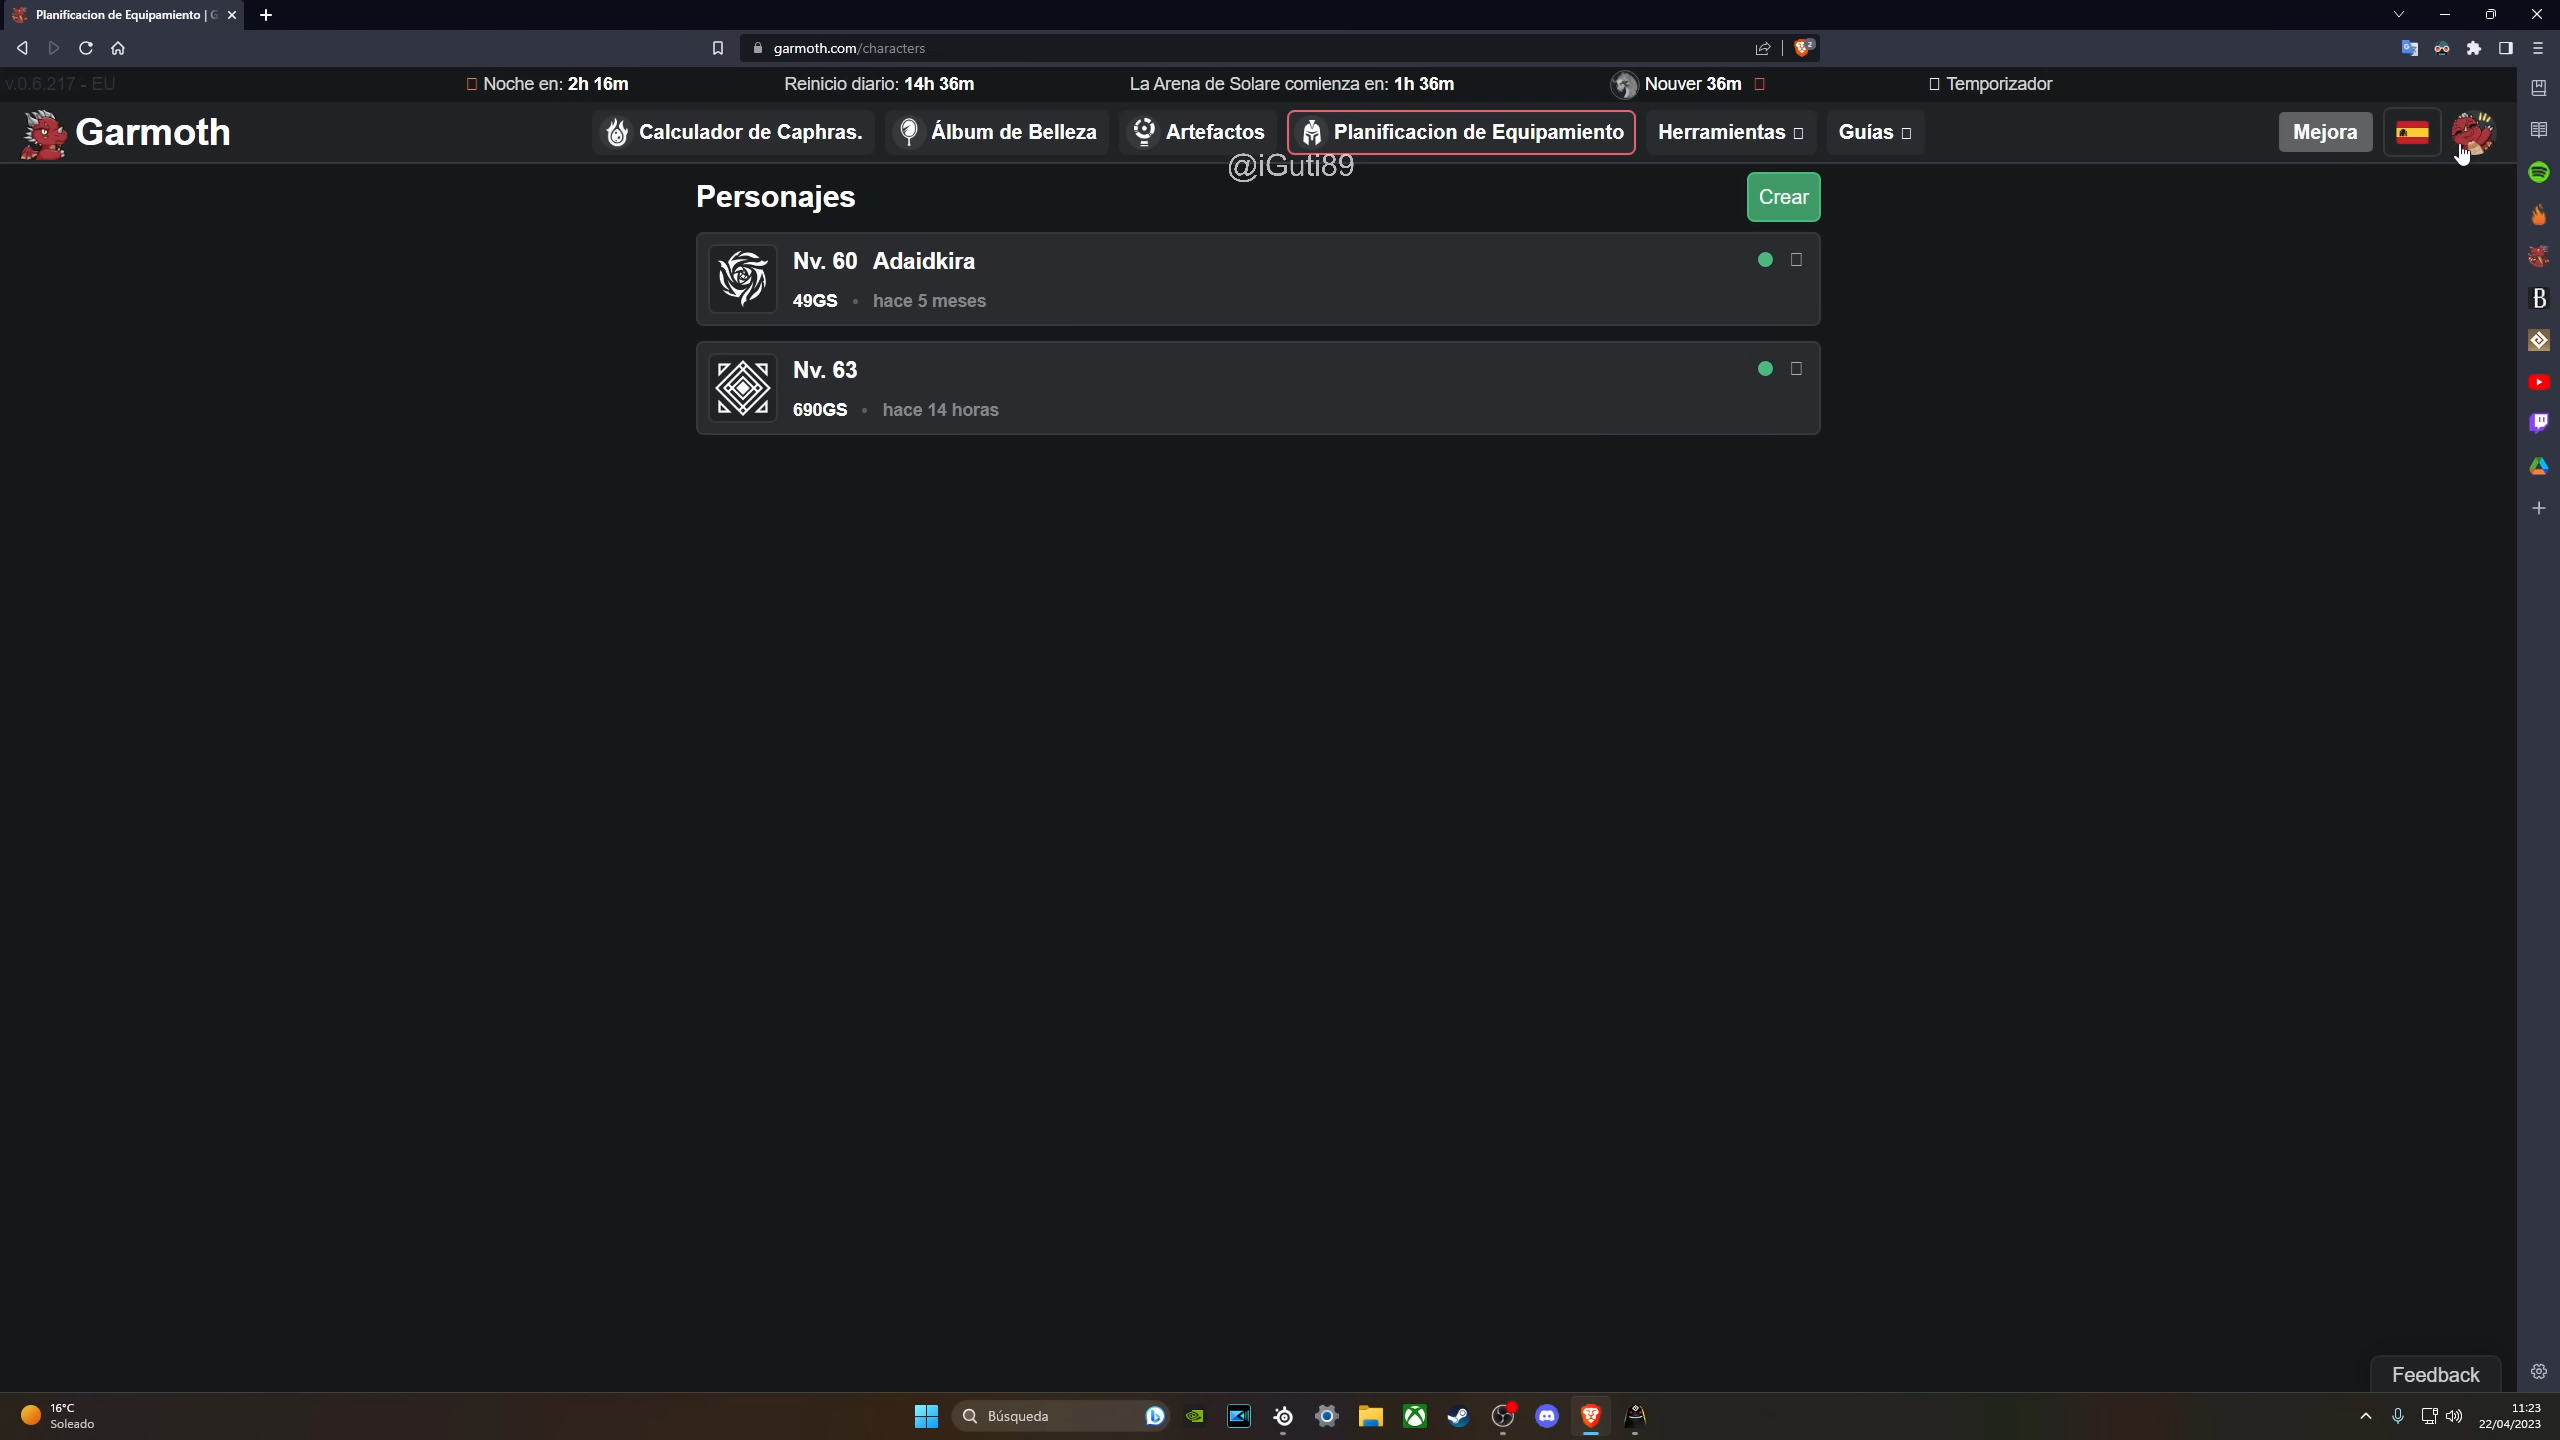 Planificacion de Equipamiento | G
garmoth.com/characters
v.0.6.217 - EU
Noche en: 2h 16m
Reinicio diario: 14h 36m
La Arena de Solare comienza en: 1h 36m
Nouver 36m
Temporizador
Garmoth
Calculador de Caphras.
Álbum de Belleza
Artefactos
Planificacion de Equipamiento
Herramientas
Guías
Mejora
@iGuti89
Personajes
Crear
Nv. 60 Adaidkira
49GS • hace 5 meses
Nv. 63
690GS • hace 14 horas
Feedback
16°C
Soleado
Búsqueda
11:23
22/04/2023